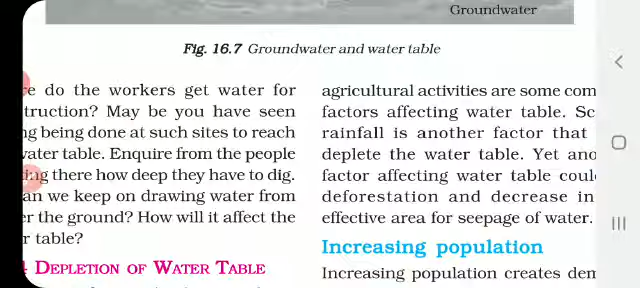 Groundwater
Fig. 16.7 Groundwater and water table
do the workers get water for
truction? May be you have seen
being done at such sites to reach
water table. Enquire from the people
there how deep they have to dig.
an we keep on drawing water from
the ground? How will it affect the
table?
DEPLETION OF WATER TABLE
agricultural activities are some com
factors affecting water table. Sc
rainfall is another factor that
deplete the water table. Yet ano
factor affecting water table coul
deforestation and decrease in
effective area for seepage of water.
Increasing population
Increasing population creates dem